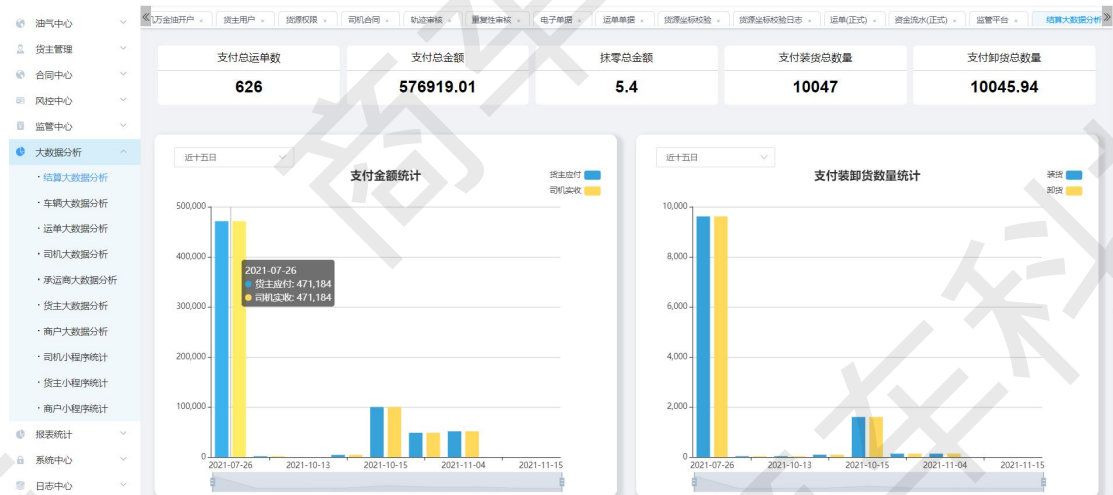 油气中心
货主管理
合同中心
风控中心
监管中心
大数据分析
·结算大数据分析
·车辆大数据分析
·运单大数据分析
·司机大数据分析
·承运商大数据分析
·货主大数据分析
·商户大数据分析
·司机小程序统计
·货主小程序统计
·商户小程序统计
报表统计
系统中心
日志中心
万金油开户 货主用户 货源权限 司机合同 轨迹审核 重复性审核 电子单据 运单单据 货源坐标校验 货源坐标校验日志 运单(正式) 资金流水(正式) 监管平台 结算大数据分析
支付总运单数 支付总金额 抹零总金额 支付装货总数量 支付卸货总数量
626 576919.01 5.4 10047 10045.94
近十五日
支付金额统计
货主应付
司机实收
500,000
400,000
300,000
200,000
100,000
0
2021-07-26
货主应付: 471,184
司机实收: 471,184
2021-07-26 2021-10-13 2021-10-15 2021-11-04 2021-11-15
近十五日
支付装卸货数量统计
装货
卸货
10,000
8,000
6,000
4,000
2,000
0
2021-07-26 2021-10-13 2021-10-15 2021-11-04 2021-11-15